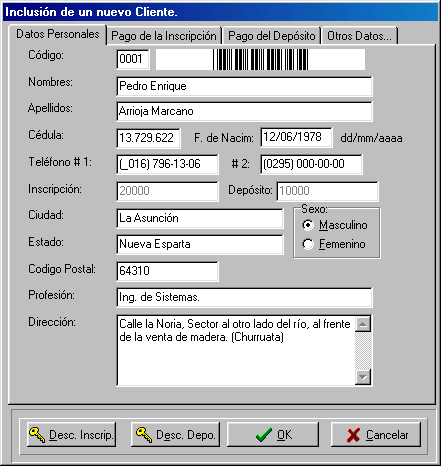 Inclusión de un nuevo Cliente.
Datos Personales Pago de la Inscripción Pago del Depósito Otros Datos...
Código: 0001
Nombres: Pedro Enrique
Apellidos: Arrioja Marcano
Cédula: 13.729.622 F. de Nacim: 12/06/1978 dd/mm/aaaa
Teléfono # 1: (_016) 796-13-06 # 2: (0295) 000-00-00
Inscripción: 20000 Depósito: 10000
Ciudad: La Asunción
Sexo:
Masculino
Estado: Nueva Esparta
Femenino
Codigo Postal: 64310
Profesión: Ing. de Sistemas.
Dirección: Calle la Noria, Sector al otro lado del río, al frente
de la venta de madera. (Churruata)
Desc. Inscrip. Desc. Depo. OK Cancelar